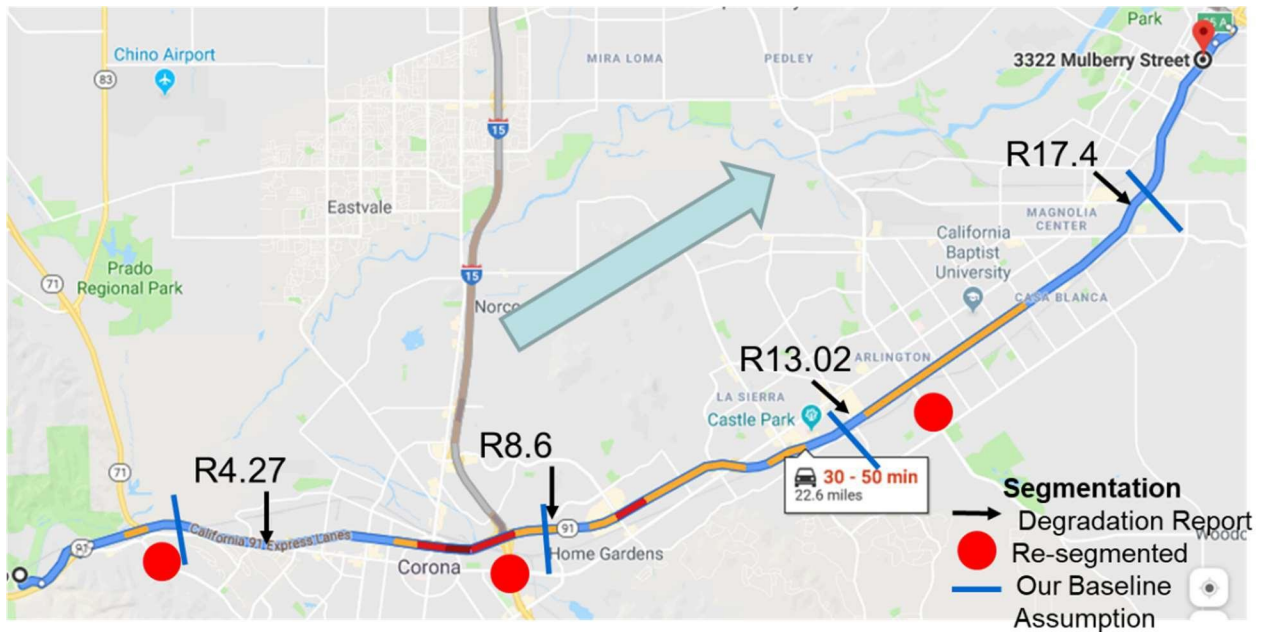 Park
Chino Airport
MIRA LOMA
PEDLEY
3322 Mulberry Street
83
15
R17.4
Eastvale
MAGNOLIA
CENTER
California
Baptist
University
Prado
Regional Park
71
15
Norco
CASA BLANCA
R13.02
ARLINGTON
LA SIERRA
Castle Park
R8.6
R4.27
71
30 - 50 min
22.6 miles
Segmentation
Degradation Report
91
California 91 Express Lanes
91
Home Gardens
Corona
Re-segmented
Our Baseline
Assumption